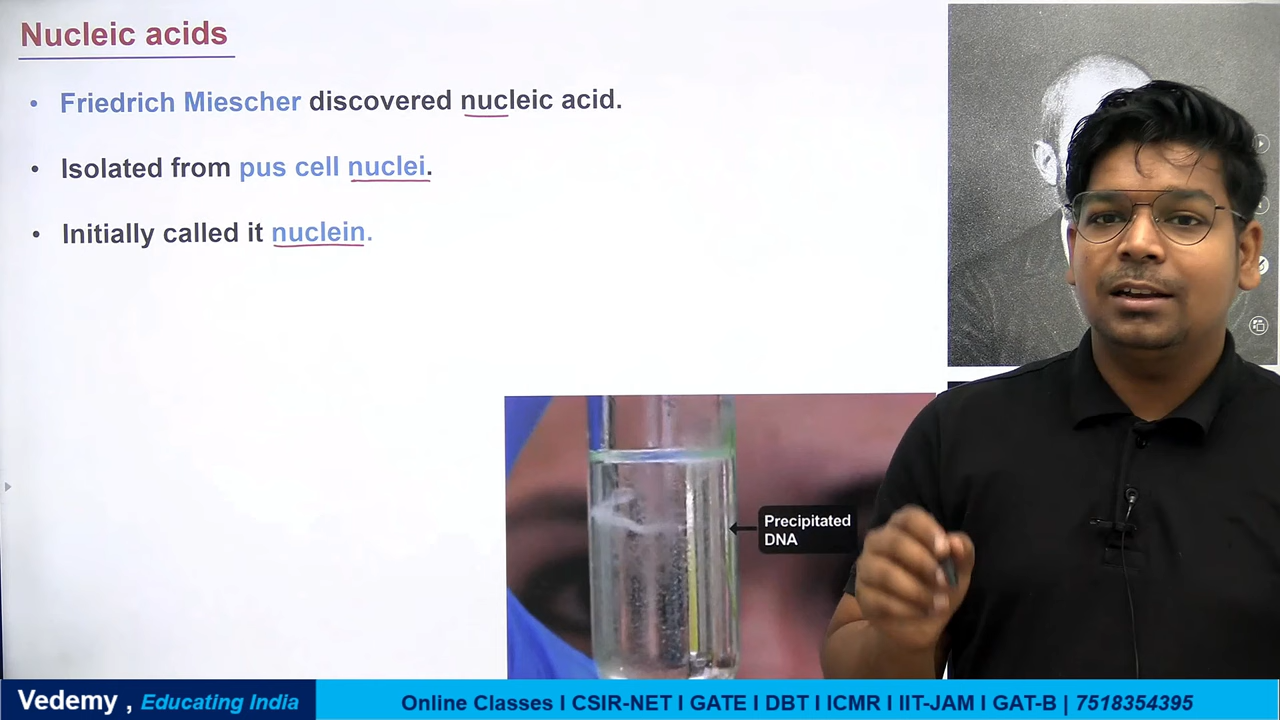 Nucleic acids
• Friedrich Miescher discovered nucleic acid.
• Isolated from pus cell nuclei.
• Initially called it nuclein.
Precipitated
DNA
Vedemy , Educating India
Online Classes I CSIR-NET I GATE I DBT I ICMR I IIT-JAM I GAT-B | 7518354395